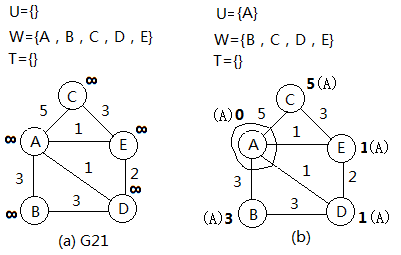 U={}
W={A , B , C , D , E}
T={}
∞
C
5
3
∞
A
1
E
∞
1
3
2
∞
∞
B
3
D
(a) G21
U={A}
W={B , C , D , E}
T={}
5(A)
C
(A)0
5
3
1
A
E
1(A)
1
3
2
(A)3
B
3
D
1(A)
(b)